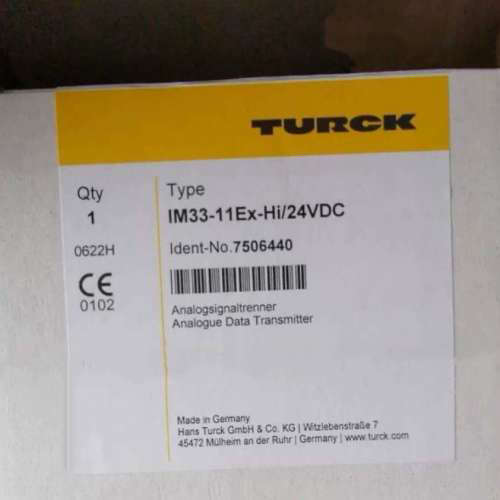 TURCK
Qty
1
0622H
CE
0102
Type
IM33-11Ex-Hi/24VDC
Ident-No.7506440
Analogsignaltrenner
Analogue Data Transmitter
Made in Germany
Hans Turck GmbH & Co. KG | Witzlebenstraße 7
45472 Mülheim an der Ruhr | Germany | www.turck.com